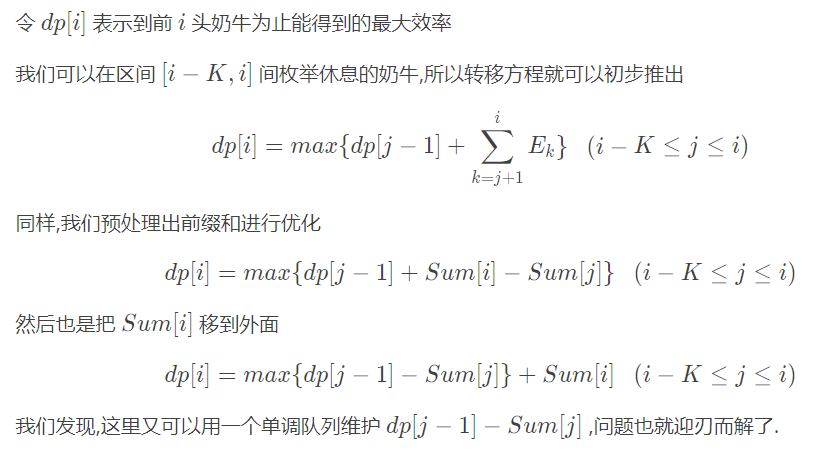 令 dp[i] 表示到前 i 头奶牛为止能得到的最大效率
我们可以在区间 [i − K, i] 间枚举休息的奶牛,所以转移方程就可以初步推出
dp[i] = max{dp[j − 1] + \sum_{k=j+1}^{i} E_k} (i − K ≤ j ≤ i)
同样,我们预处理出前缀和进行优化
dp[i] = max{dp[j − 1] + Sum[i] − Sum[j]} (i − K ≤ j ≤ i)
然后也是把 Sum[i] 移到外面
dp[i] = max{dp[j − 1] − Sum[j]} + Sum[i] (i − K ≤ j ≤ i)
我们发现,这里又可以用一个单调队列维护 dp[j − 1] − Sum[j] ,问题也就迎刃而解了.